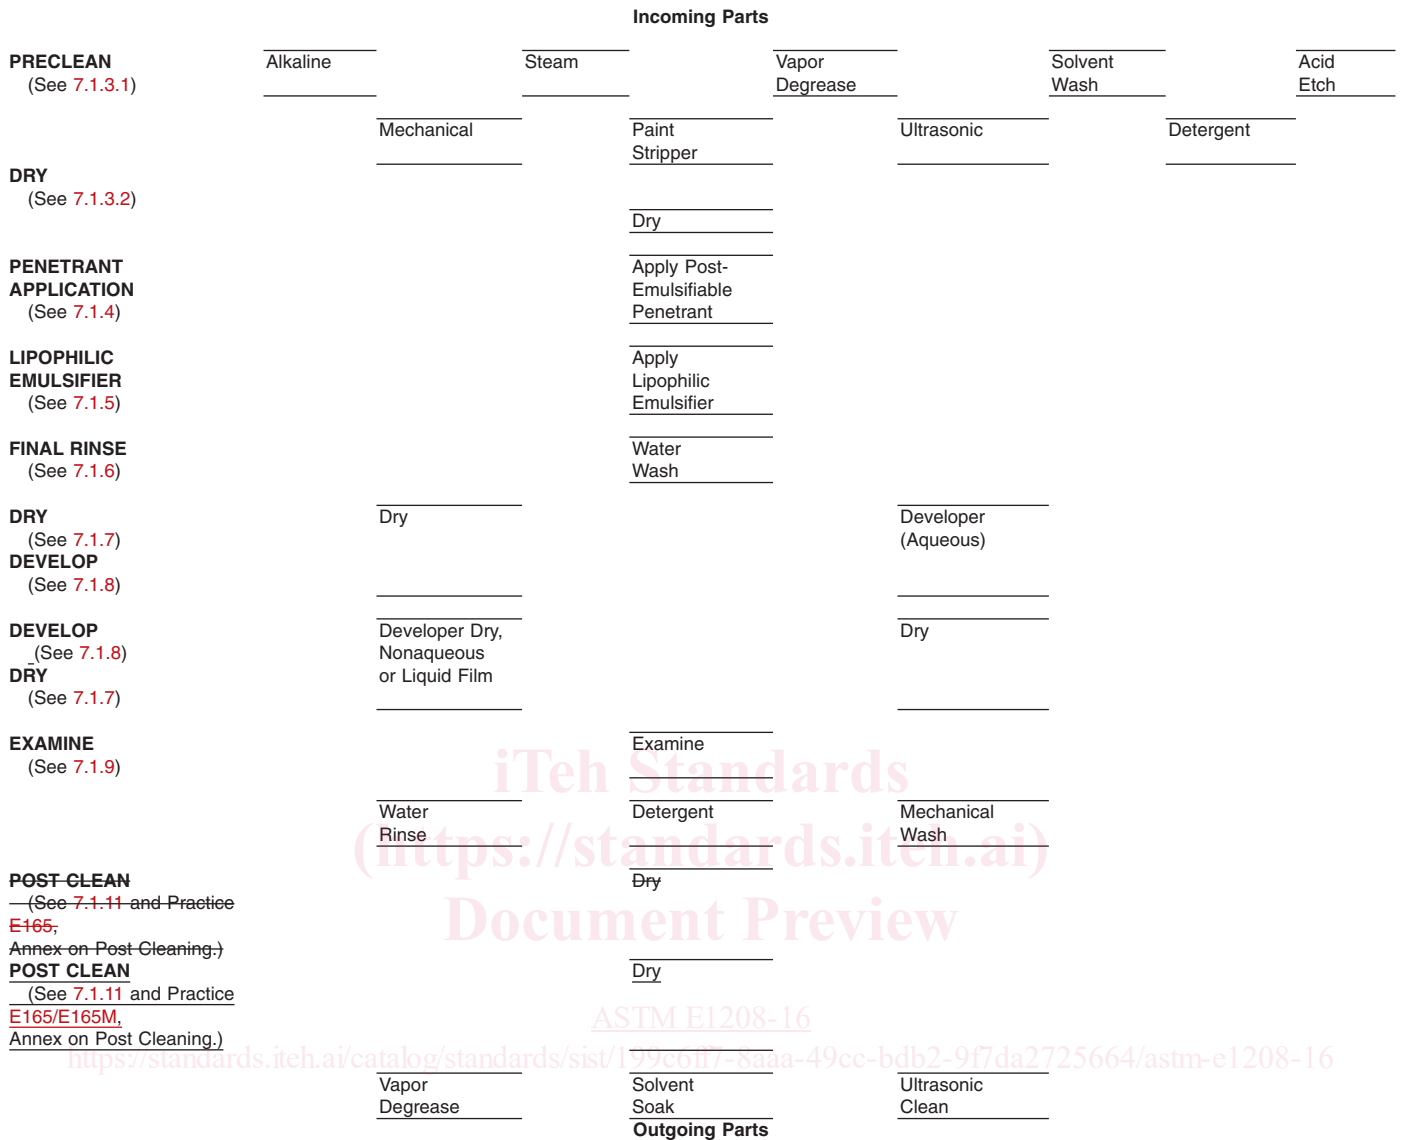 Incoming Parts
PRECLEAN Alkaline Steam Vapor Solvent Acid
(See 7.1.3.1) Degrease Wash Etch
Mechanical Paint Ultrasonic Detergent
Stripper
DRY
(See 7.1.3.2)
Dry
PENETRANT Apply Post-
APPLICATION Emulsifiable
(See 7.1.4) Penetrant
LIPOPHILIC Apply
EMULSIFIER Lipophilic
(See 7.1.5) Emulsifier
FINAL RINSE Water
(See 7.1.6) Wash
DRY Dry Developer
(See 7.1.7) (Aqueous)
DEVELOP
(See 7.1.8)
DEVELOP Developer Dry, Dry
(See 7.1.8) Nonaqueous
DRY or Liquid Film
(See 7.1.7)
EXAMINE Examine
(See 7.1.9)
iTeh Standards
Water Detergent Mechanical
Rinse Wash
(https://standards.iteh.ai)
POST CLEAN Dry
(See 7.1.11 and Practice
E165,
Document Preview
Annex on Post Cleaning.)
POST CLEAN Dry
(See 7.1.11 and Practice
E165/E165M,
ASTM E1208-16
Annex on Post Cleaning.)
https://standards.iteh.ai/catalog/standards/sist/199c6ff7-8aaa-49cc-bdb2-9f7da2725664/astm-e1208-16
Vapor Solvent Ultrasonic
Degrease Soak Clean
Outgoing Parts